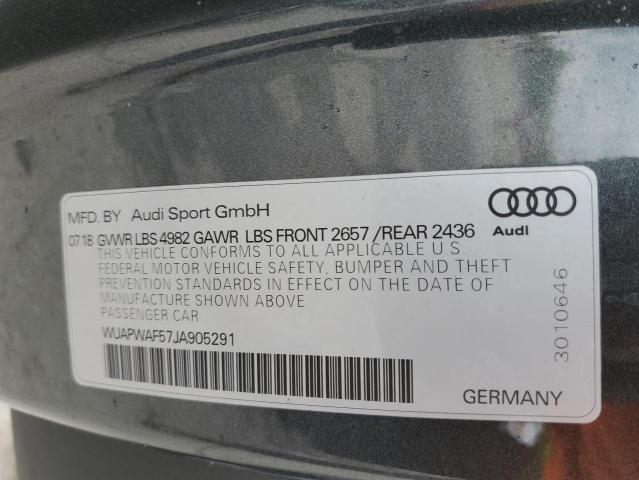 MFD. BY Audi Sport GmbH
Audi
0718 GVWR LBS 4982 GAWR LBS FRONT 2657 /REAR 2436
THIS VEHICLE CONFORMS TO ALL APPLICABLE U.S.
FEDERAL MOTOR VEHICLE SAFETY, BUMPER AND THEFT
PREVENTION STANDARDS IN EFFECT ON THE DATE OF
MANUFACTURE SHOWN ABOVE
PASSENGER CAR
WUAPWAF57JA905291
3010646
GERMANY